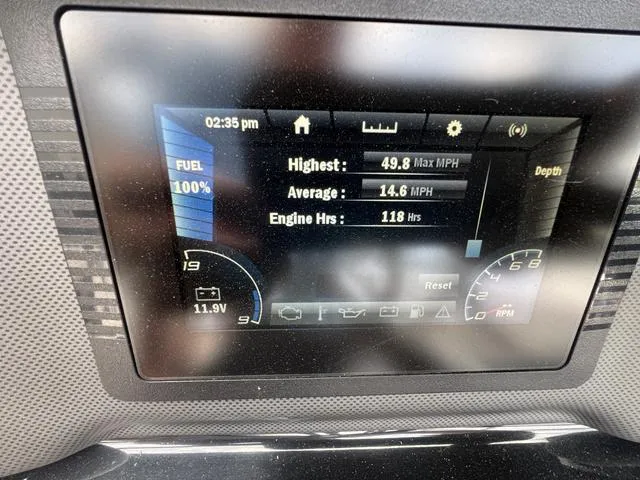 02:35 pm
FUEL
100%
Highest : 49.8 Max MPH
Average : 14.6 MPH
Engine Hrs : 118 Hrs
Depth
19
11.9V
9
Reset
0 2 4 6 8
RPM